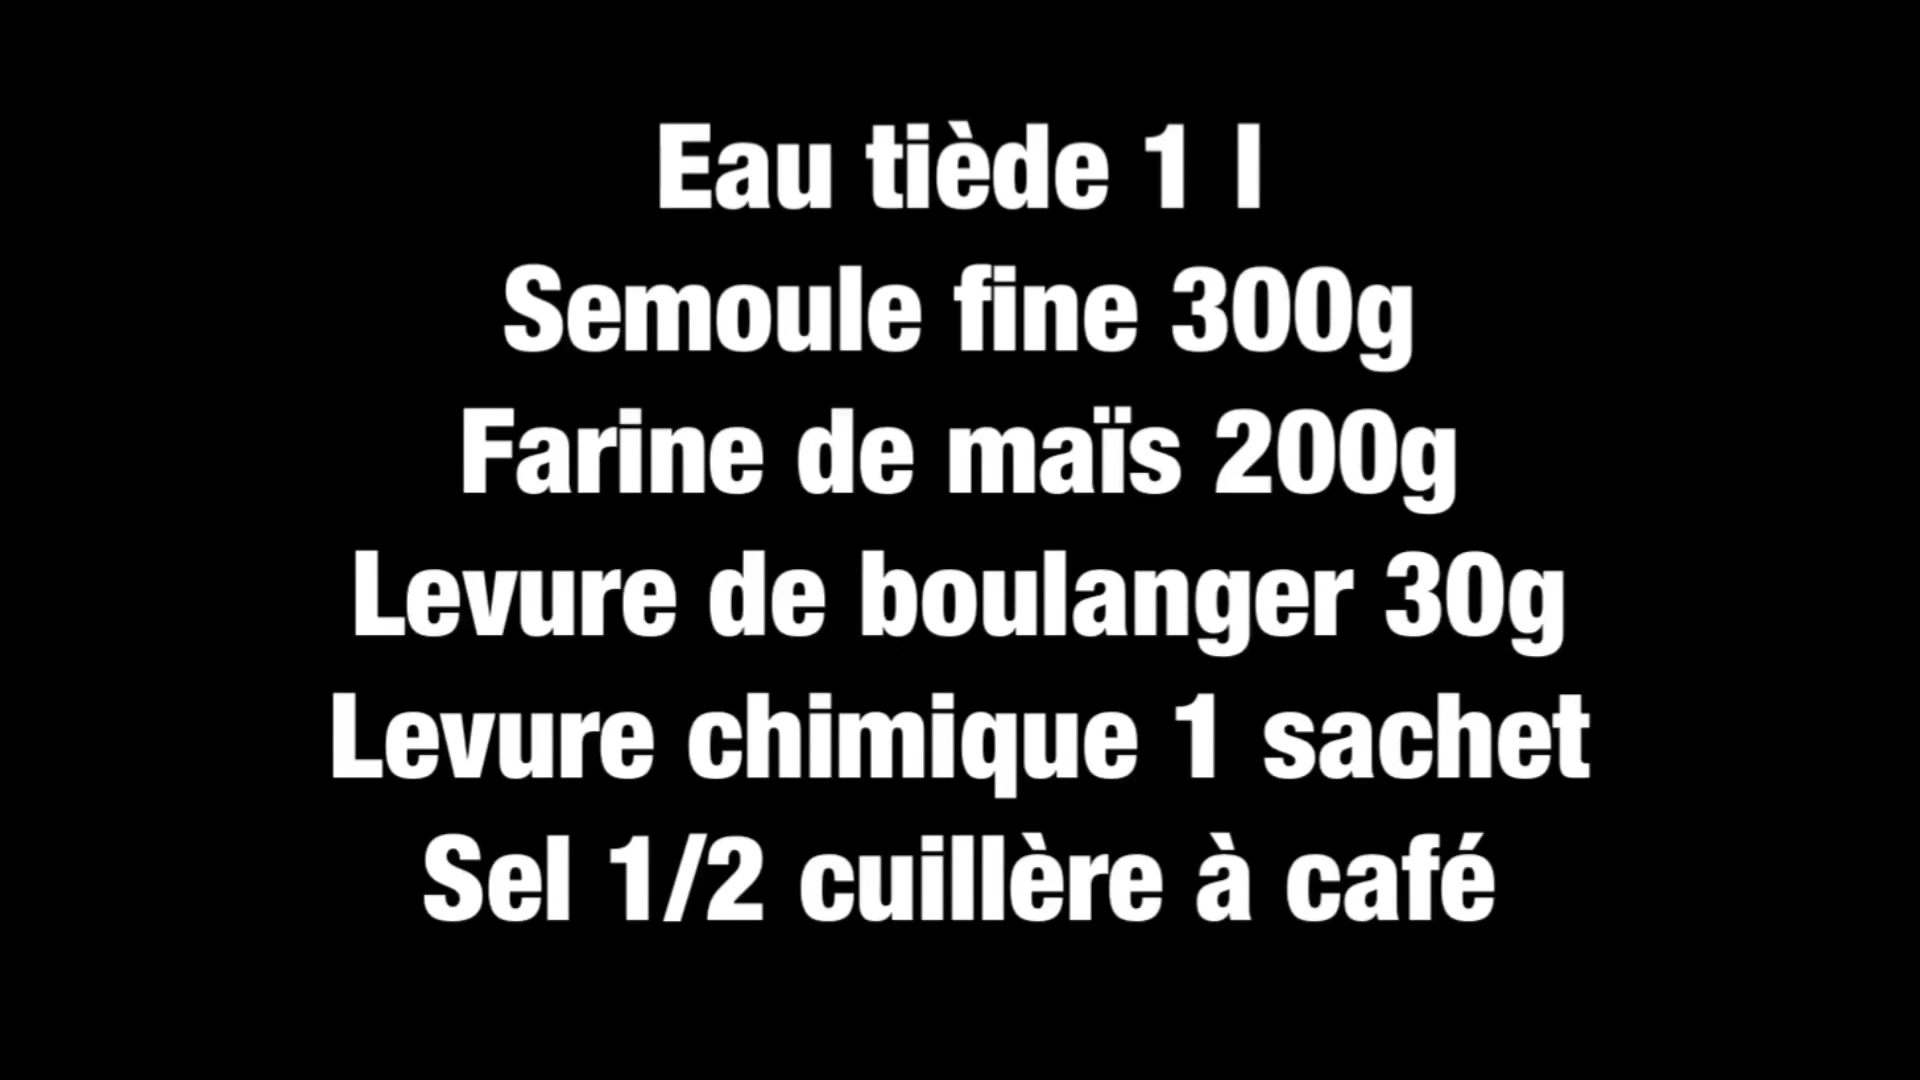 Eau tiède 1 l
Semoule fine 300g
Farine de maïs 200g
Levure de boulanger 30g
Levure chimique 1 sachet
Sel 1/2 cuillère à café